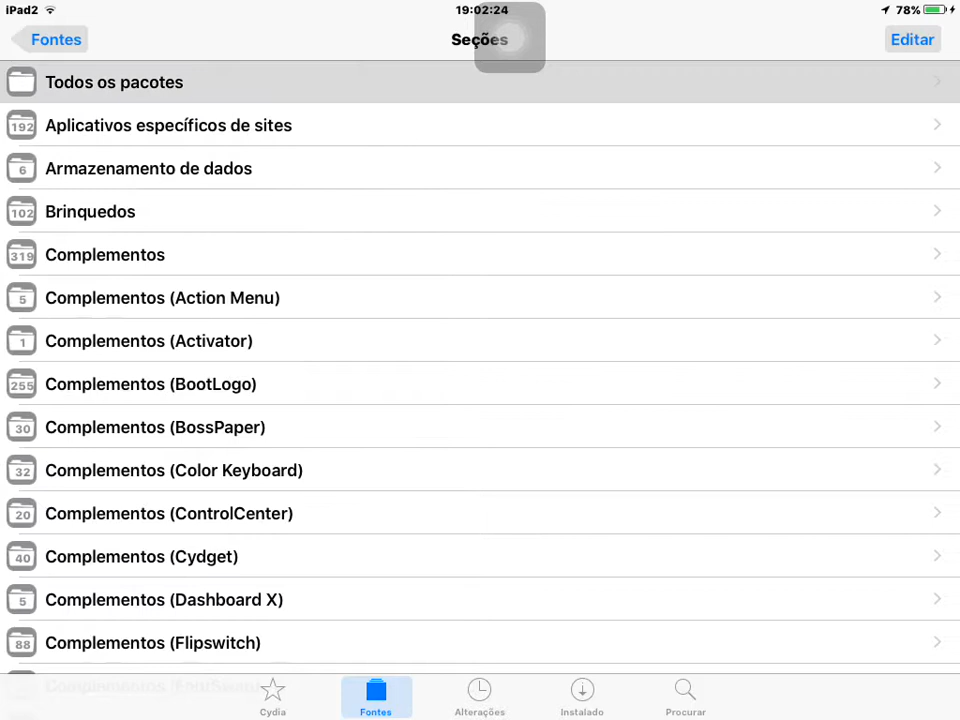 iPad2 19:02:24 78%
Fontes Seções Editar
Todos os pacotes
192 Aplicativos específicos de sites
6 Armazenamento de dados
102 Brinquedos
319 Complementos
5 Complementos (Action Menu)
1 Complementos (Activator)
255 Complementos (BootLogo)
30 Complementos (BossPaper)
32 Complementos (Color Keyboard)
20 Complementos (ControlCenter)
40 Complementos (Cydget)
5 Complementos (Dashboard X)
88 Complementos (Flipswitch)
Cydia Fontes Alterações Instalado Procurar